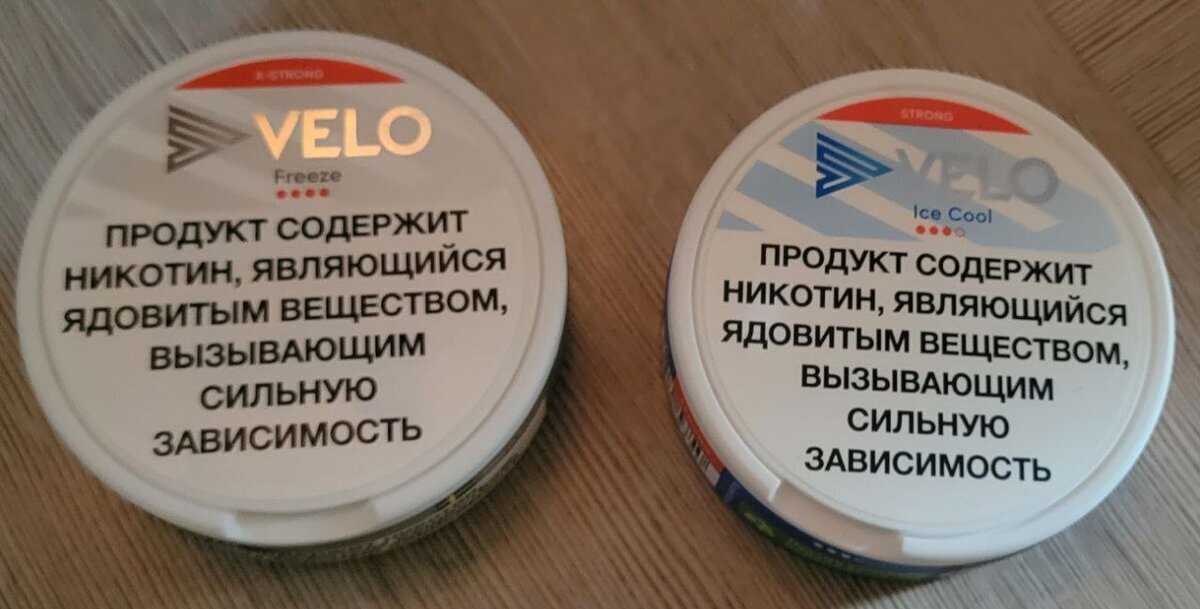 X-STRONG
VELO
Freeze
ПРОДУКТ СОДЕРЖИТ
НИКОТИН, ЯВЛЯЮЩИЙСЯ
ЯДОВИТЫМ ВЕЩЕСТВОМ,
ВЫЗЫВАЮЩИМ
СИЛЬНУЮ
ЗАВИСИМОСТЬ
STRONG
VELO
Ice Cool
ПРОДУКТ СОДЕРЖИТ
НИКОТИН, ЯВЛЯЮЩИЙСЯ
ЯДОВИТЫМ ВЕЩЕСТВОМ,
ВЫЗЫВАЮЩИМ
СИЛЬНУЮ
ЗАВИСИМОСТЬ